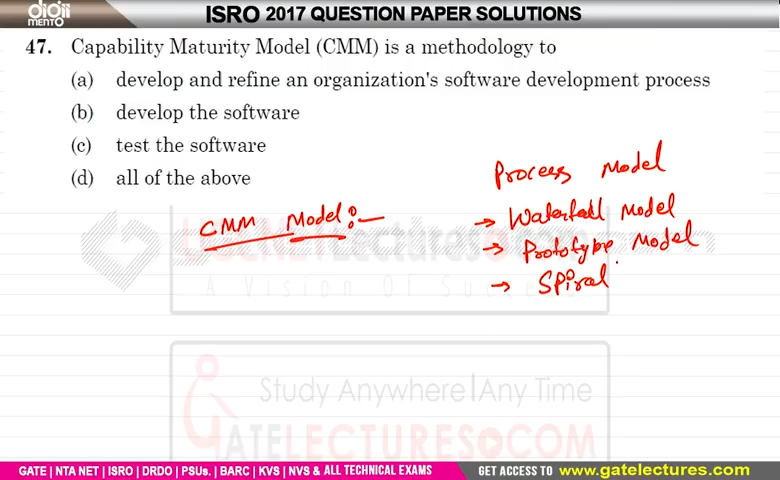 didii
MENTO
ISRO 2017 QUESTION PAPER SOLUTIONS
47. Capability Maturity Model (CMM) is a methodology to
(a) develop and refine an organization's software development process
(b) develop the software
(c) test the software
(d) all of the above
Process Model
→ Waterfall Model
→ Prototype Model
→ Spiral
CMM Model:-
Lectures.com
A Vision Of Success
Study Anywhere|Any Time
GATELECTURES.COM
GATE | NTA NET | ISRO | DRDO | PSUs. | BARC | KVS | NVS & ALL TECHNICAL EXAMS
GET ACCESS TO www.gatelectures.com